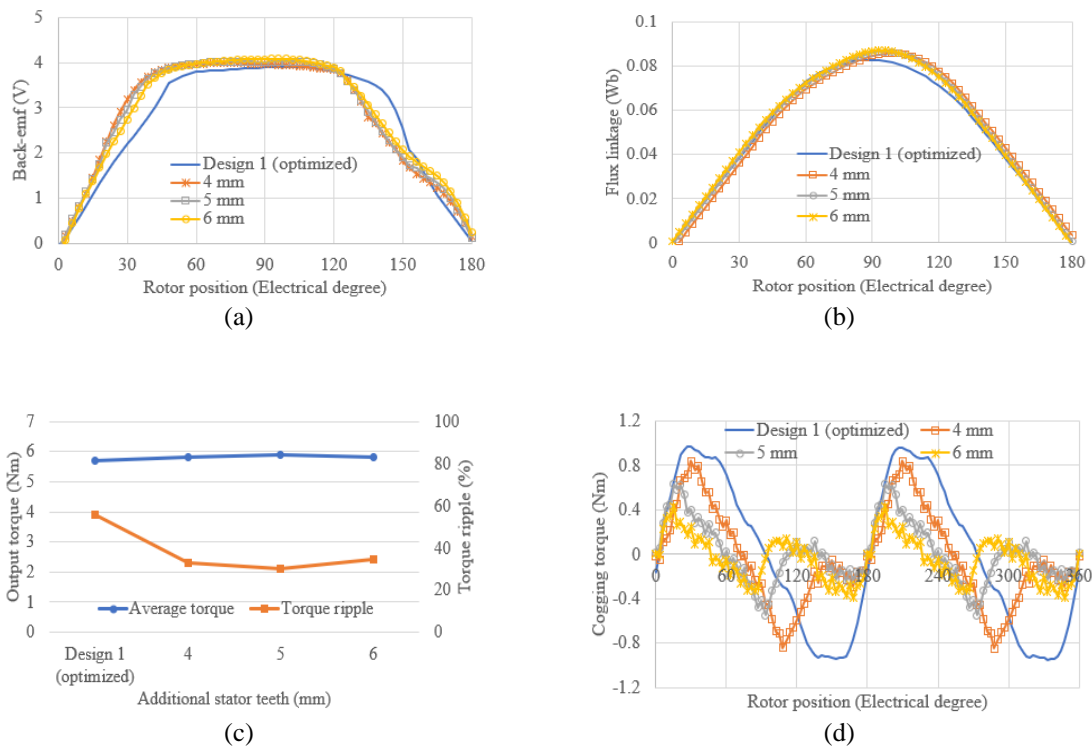 (a)
Back-emf (V)
5
4
3
2
1
0
0 30 60 90 120 150 180
Rotor position (Electrical degree)
Design 1 (optimized)
4 mm
5 mm
6 mm
(b)
Flux linkage (Wb)
0.1
0.08
0.06
0.04
0.02
0
0 30 60 90 120 150 180
Rotor position (Electrical degree)
Design 1 (optimized)
4 mm
5 mm
6 mm
(c)
Output torque (Nm)
7
6
5
4
3
2
1
0
100
80
60
40
20
0
Torque ripple (%)
Average torque Torque ripple
Design 1 4 5 6
(optimized)
Additional stator teeth (mm)
(d)
Cogging torque (Nm)
1.2
0.8
0.4
0
-0.4
-0.8
-1.2
0 60 120 180 240 300 360
Rotor position (Electrical degree)
Design 1 (optimized) 4 mm
5 mm 6 mm